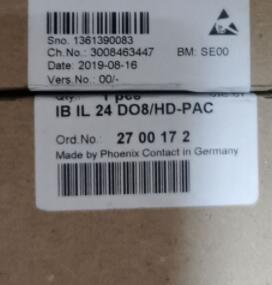 Sno. 1361390083
Ch.No.: 3008463447 BM: SE00
Date: 2019-08-16
Vers.No.: 00/-
Qty.: 1 pcs
IB IL 24 DO8/HD-PAC
Ord.No.: 27 00 17 2
Made by Phoenix Contact in Germany